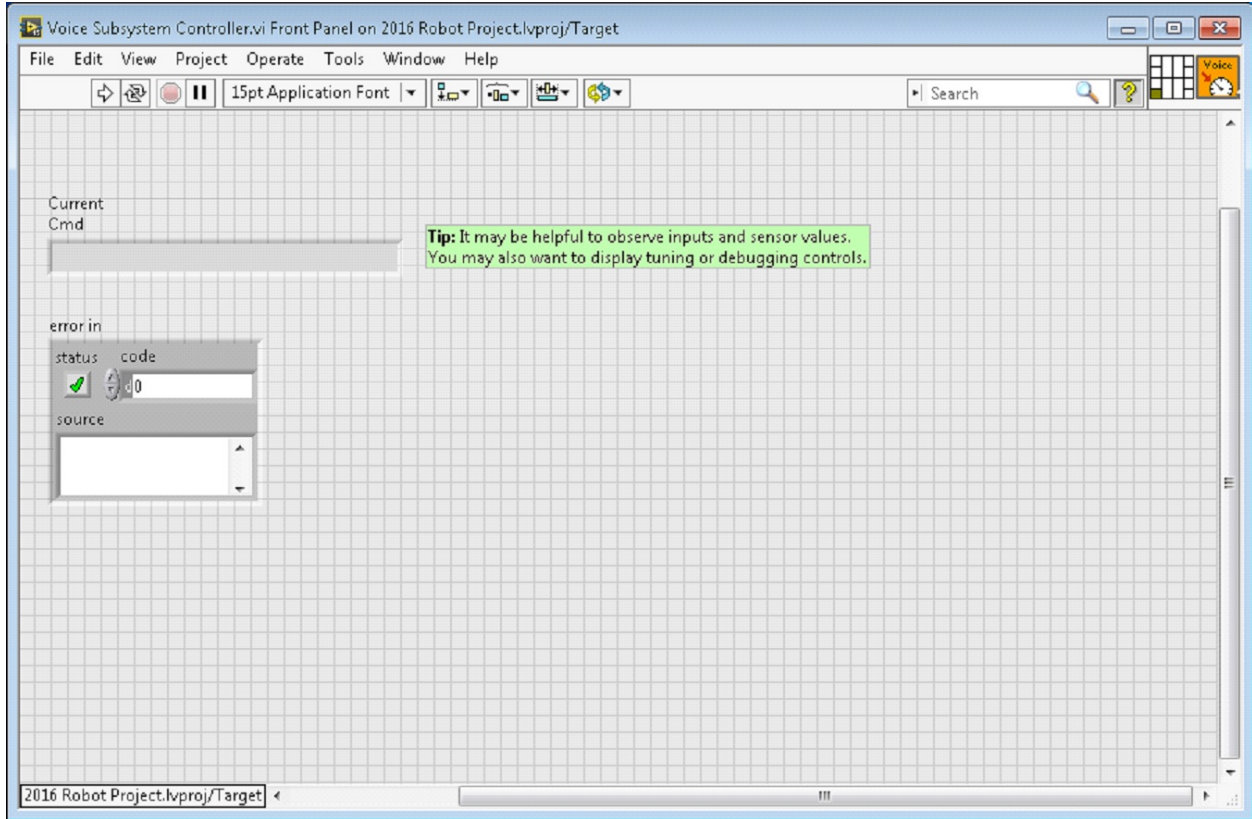 Voice Subsystem Controller.vi Front Panel on 2016 Robot Project.lvproj/Target
File Edit View Project Operate Tools Window Help
Voice
15pt Application Font
Search
?
Current
Cmd
Tip: It may be helpful to observe inputs and sensor values.
You may also want to display tuning or debugging controls.
error in
status code
d 0
source
2016 Robot Project.lvproj/Target